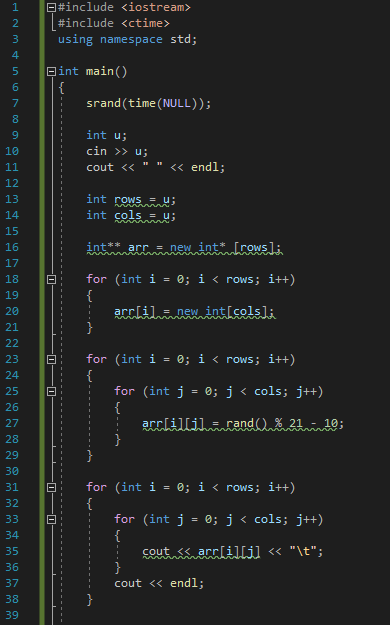 1 #include <iostream>
2 #include <ctime>
3 using namespace std;
4
5 int main()
6 {
7 srand(time(NULL));
8
9 int u;
10 cin >> u;
11 cout << " " << endl;
12
13 int rows = u;
14 int cols = u;
15
16 int** arr = new int* [rows];
17
18 for (int i = 0; i < rows; i++)
19 {
20 arr[i] = new int[cols];
21 }
22
23 for (int i = 0; i < rows; i++)
24 {
25 for (int j = 0; j < cols; j++)
26 {
27 arr[i][j] = rand() % 21 - 10;
28 }
29 }
30
31 for (int i = 0; i < rows; i++)
32 {
33 for (int j = 0; j < cols; j++)
34 {
35 cout << arr[i][j] << "\t";
36 }
37 cout << endl;
38 }
39